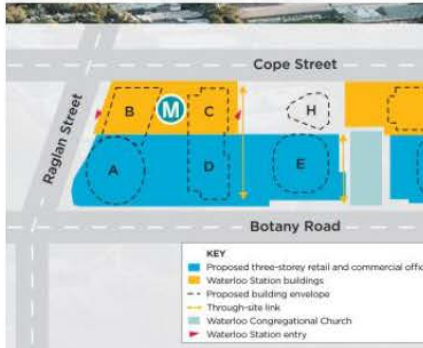 Cope Street
Raglan Street
B
M
C
H
A
D
E
Botany Road
KEY
Proposed three-storey retail and commercial offic
Waterloo Station buildings
Proposed building envelope
Through-site link
Waterloo Congregational Church
Waterloo Station entry